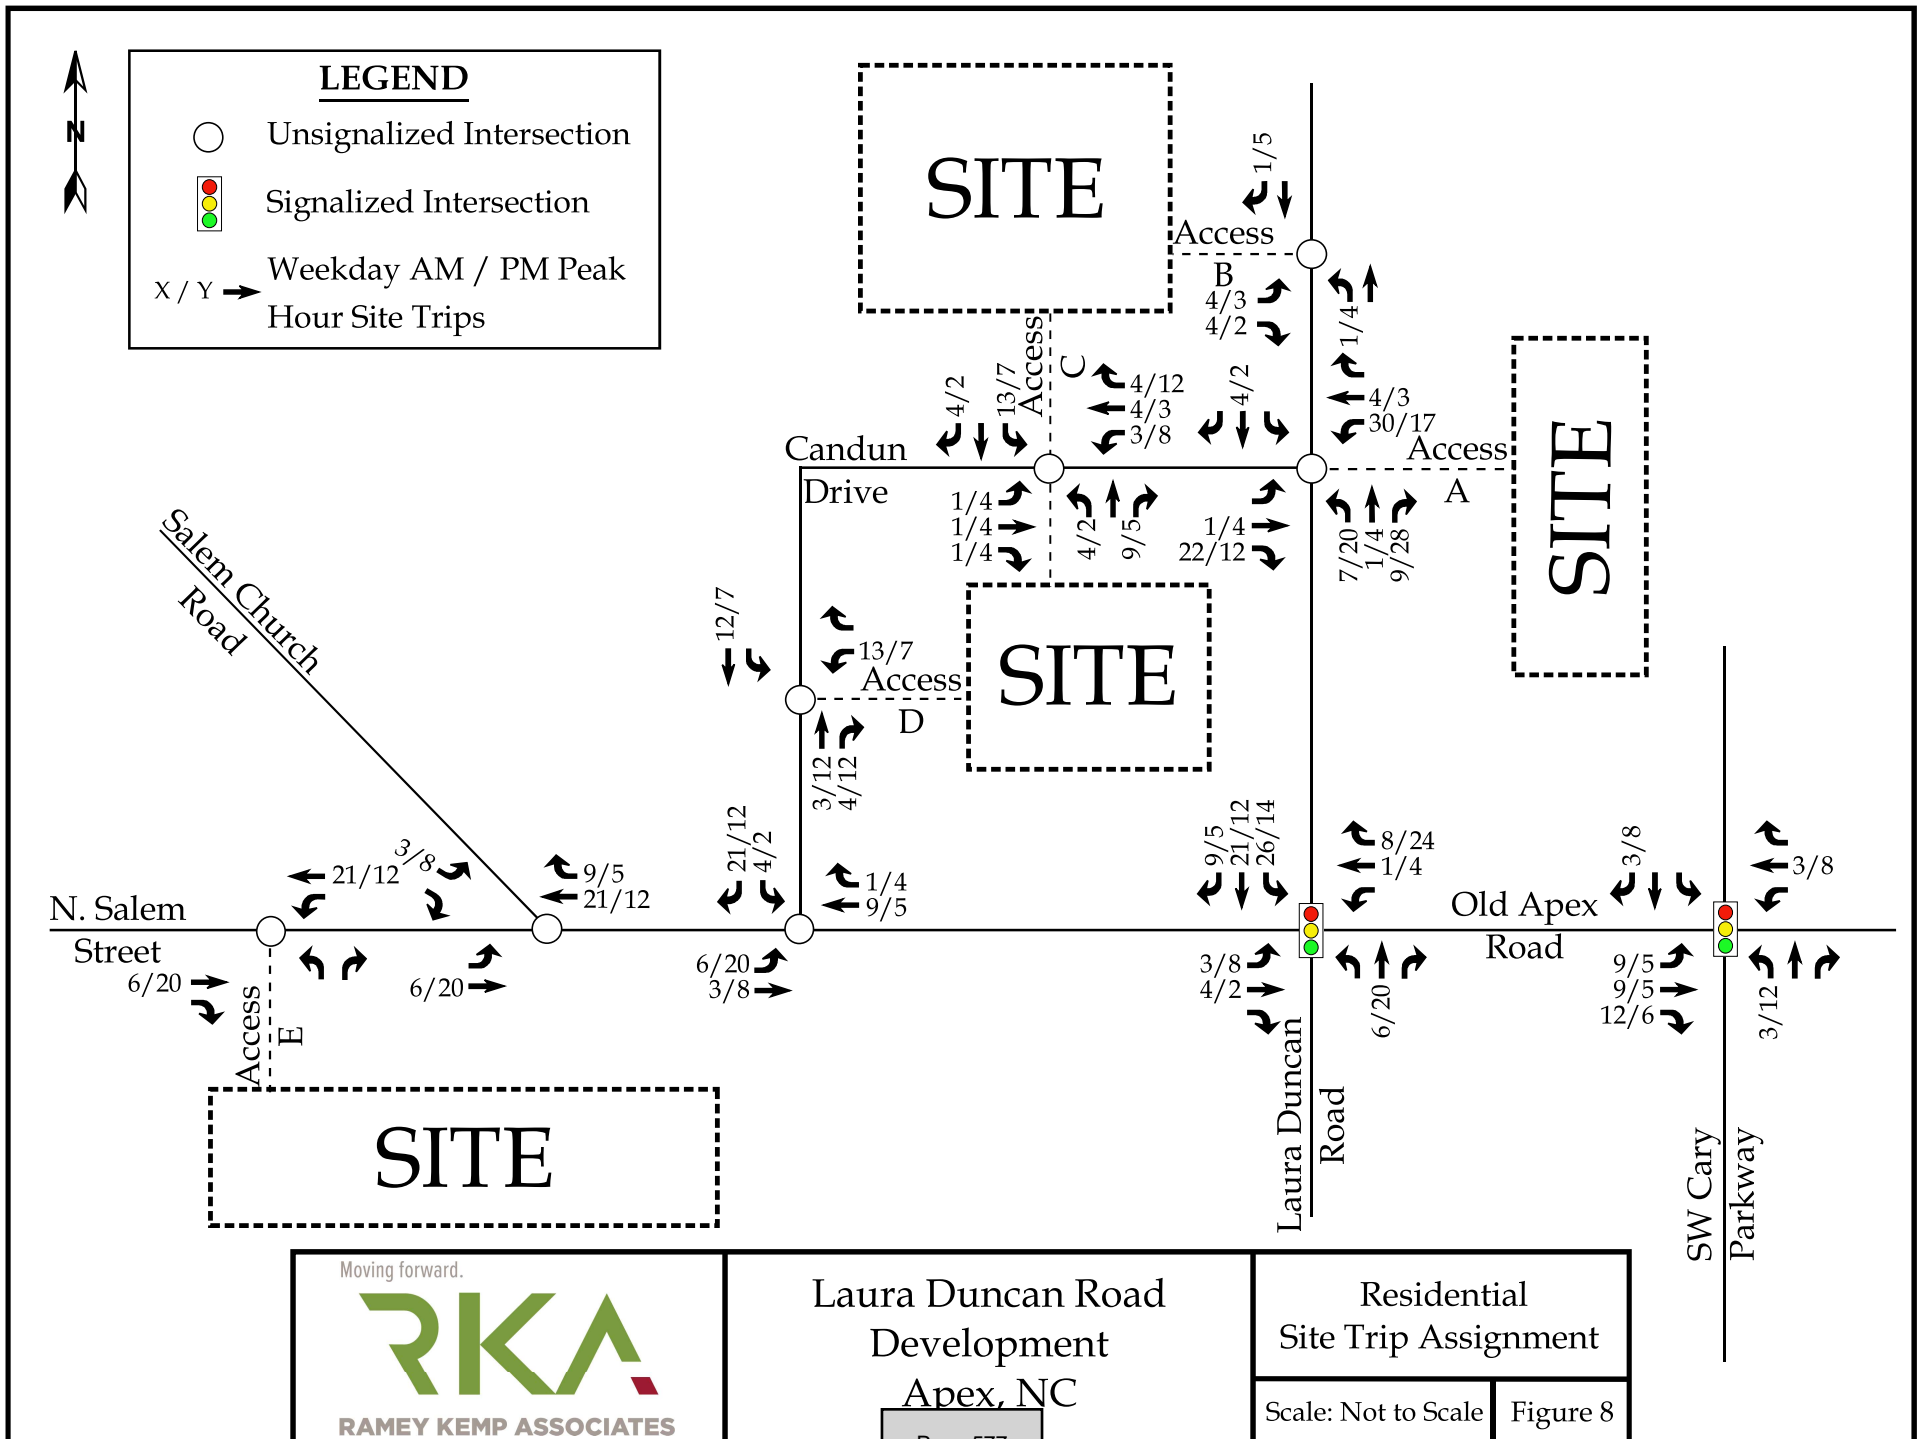 LEGEND
Unsignalized Intersection
Signalized Intersection
X / Y
Weekday AM / PM Peak
Hour Site Trips
N
SITE
1/5
Access
B
4/3
4/2
1/4
Access
C
4/2
13/7
4/12
4/3
3/8
4/2
4/3
30/17
Access
A
SITE
Candun
Drive
1/4
1/4
1/4
4/2
9/5
1/4
22/12
7/20
1/4
9/28
Salem Church
Road
12/7
13/7
Access
D
SITE
3/12
4/12
N. Salem
Street
21/12
3/8
9/5
21/12
21/12
4/2
1/4
9/5
9/5
21/12
26/14
8/24
1/4
Old Apex
Road
3/8
3/8
6/20
Access
E
6/20
6/20
3/8
3/8
4/2
6/20
9/5
9/5
12/6
3/12
SITE
Laura Duncan
Road
SW Cary
Parkway
Moving forward.
RKA
RAMEY KEMP ASSOCIATES
Laura Duncan Road
Development
Apex, NC
Residential
Site Trip Assignment
Scale: Not to Scale
Figure 8